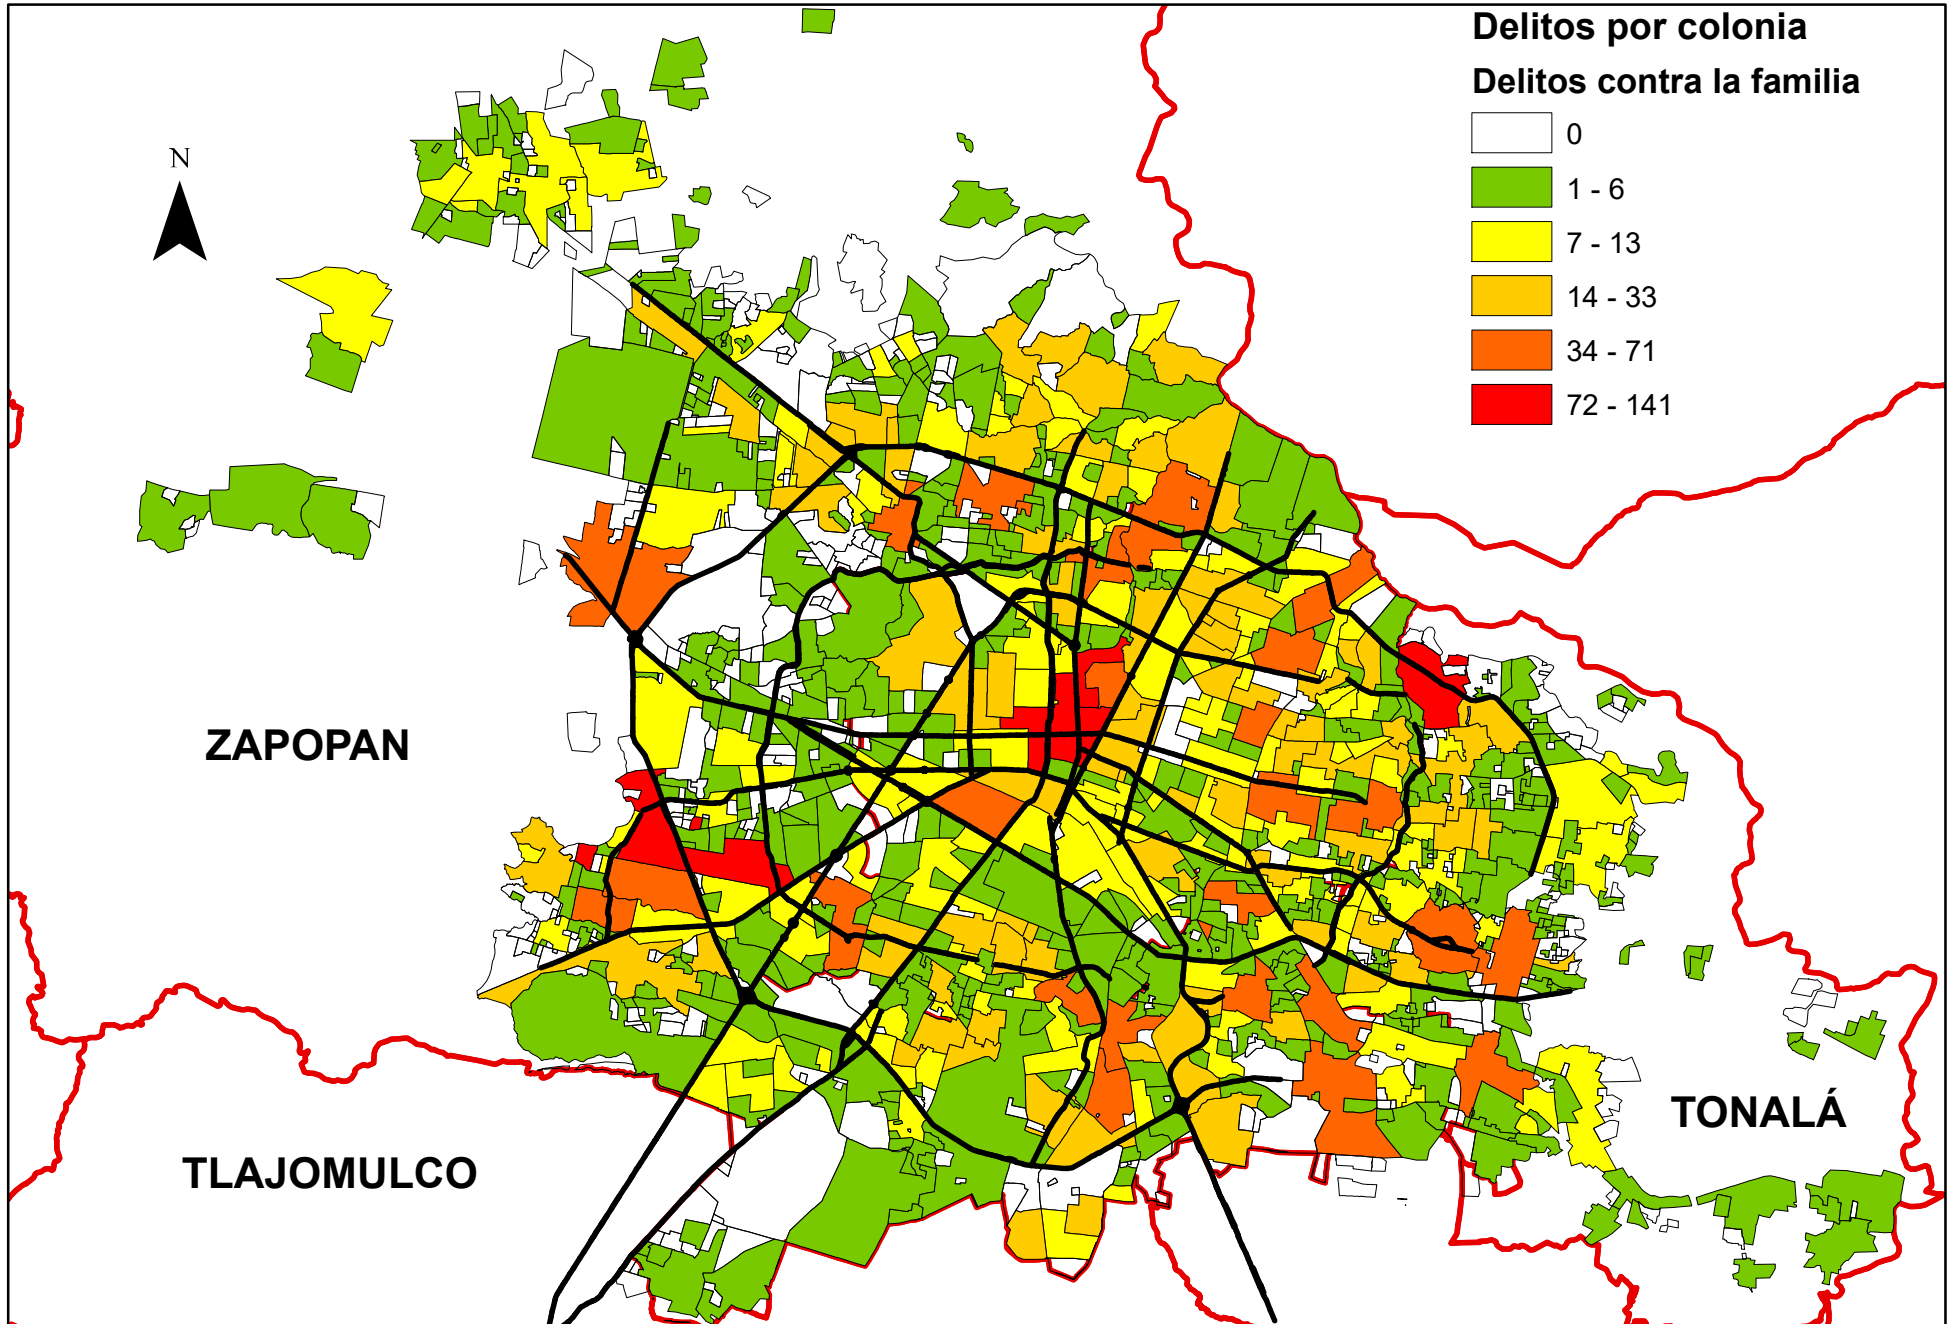 Delitos por colonia
Delitos contra la familia
0
1 - 6
7 - 13
14 - 33
34 - 71
72 - 141
N
ZAPOPAN
TONALÁ
TLAJOMULCO